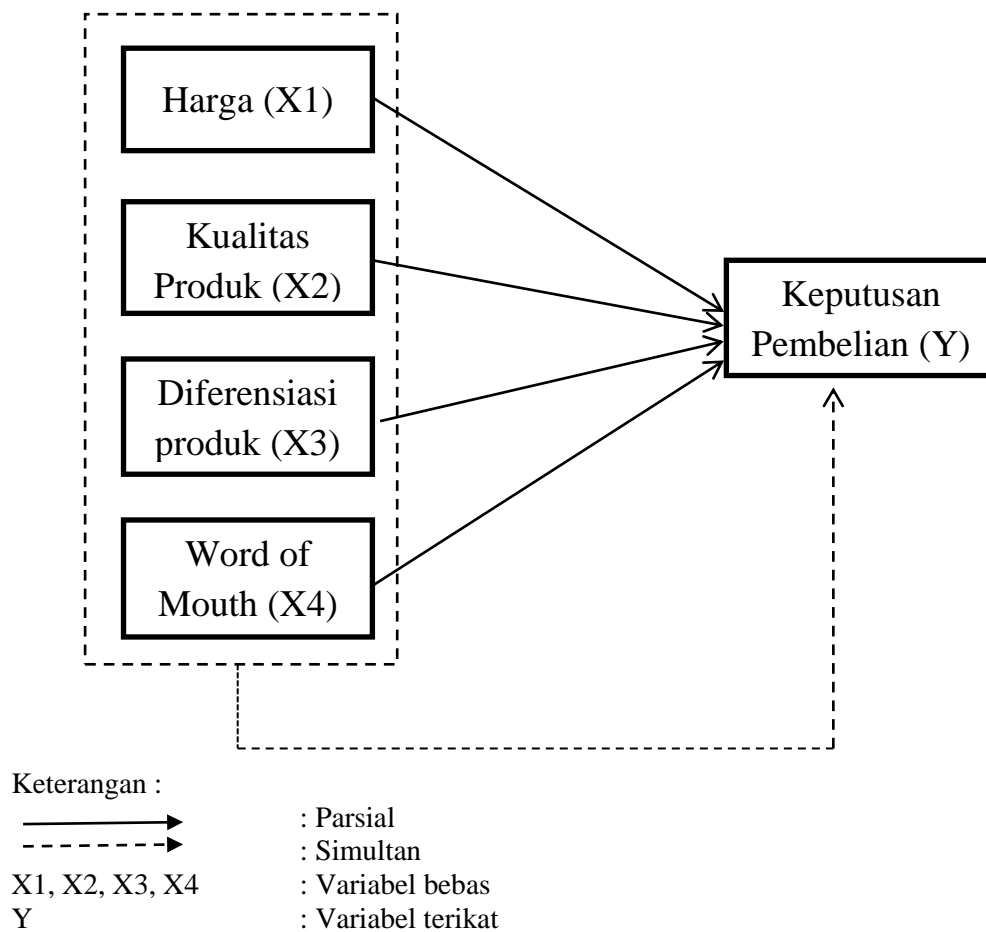 Harga (X1)
Kualitas
Produk (X2)
Diferensiasi
produk (X3)
Word of
Mouth (X4)
Keputusan
Pembelian (Y)
Keterangan :
: Parsial
: Simultan
X1, X2, X3, X4 : Variabel bebas
Y : Variabel terikat